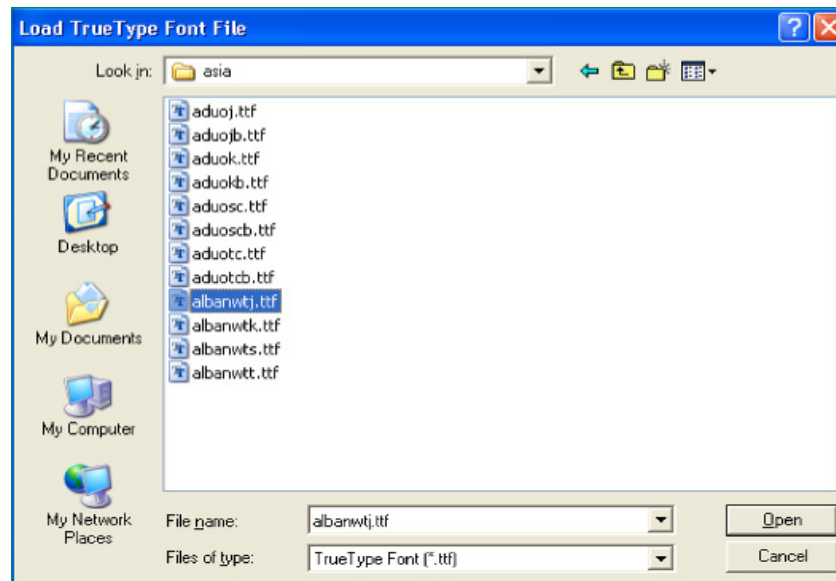 Load TrueType Font File
Look in: asia
aduoj.ttf
aduojb.ttf
aduok.ttf
aduokb.ttf
aduosc.ttf
aduoscb.ttf
aduotc.ttf
aduotcb.ttf
albanwtj.ttf
albanwtk.ttf
albanwts.ttf
albanwtt.ttf
My Recent
Documents
Desktop
My Documents
My Computer
My Network
Places
File name: albanwtj.ttf Open
Files of type: TrueType Font (*.ttf) Cancel